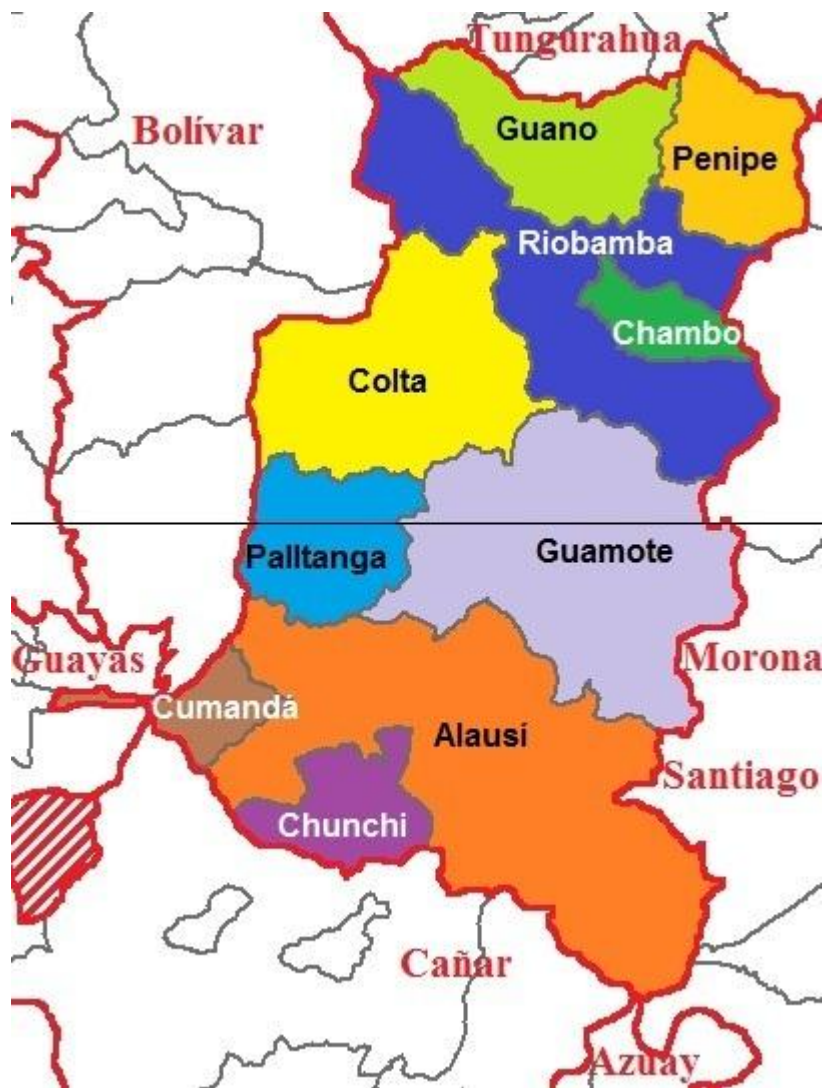 Tungurahua
Bolívar
Guano
Penipe
Riobamba
Chambo
Colta
Palltanga
Guamote
Guayas
Morona
Cumandá
Alausí
Santiago
Chunchi
Cañar
Azuay